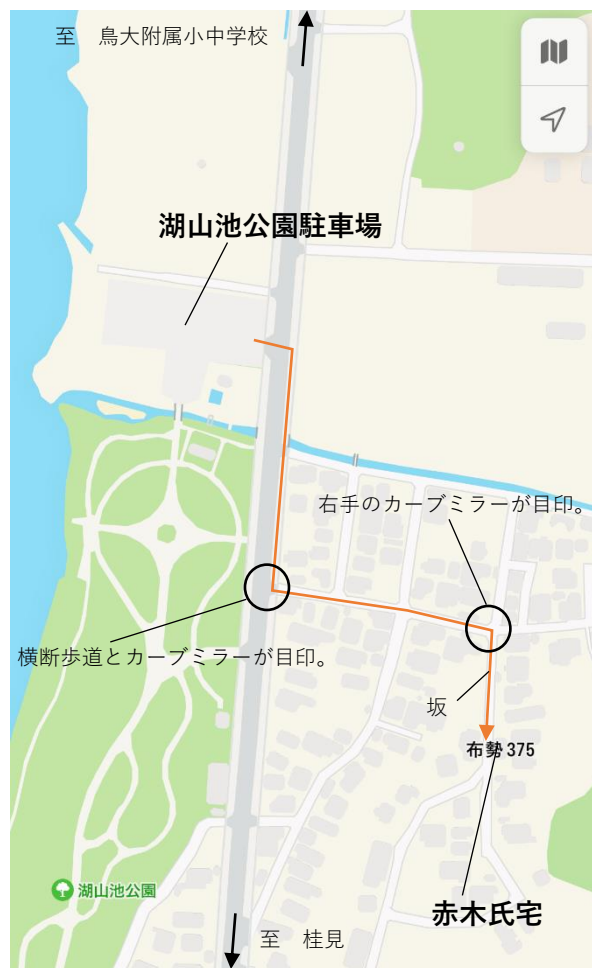 至　鳥大附属小中学校
湖山池公園駐車場
右手のカーブミラーが目印。
横断歩道とカーブミラーが目印。
坂
布勢375
湖山池公園
赤木氏宅
至　桂見